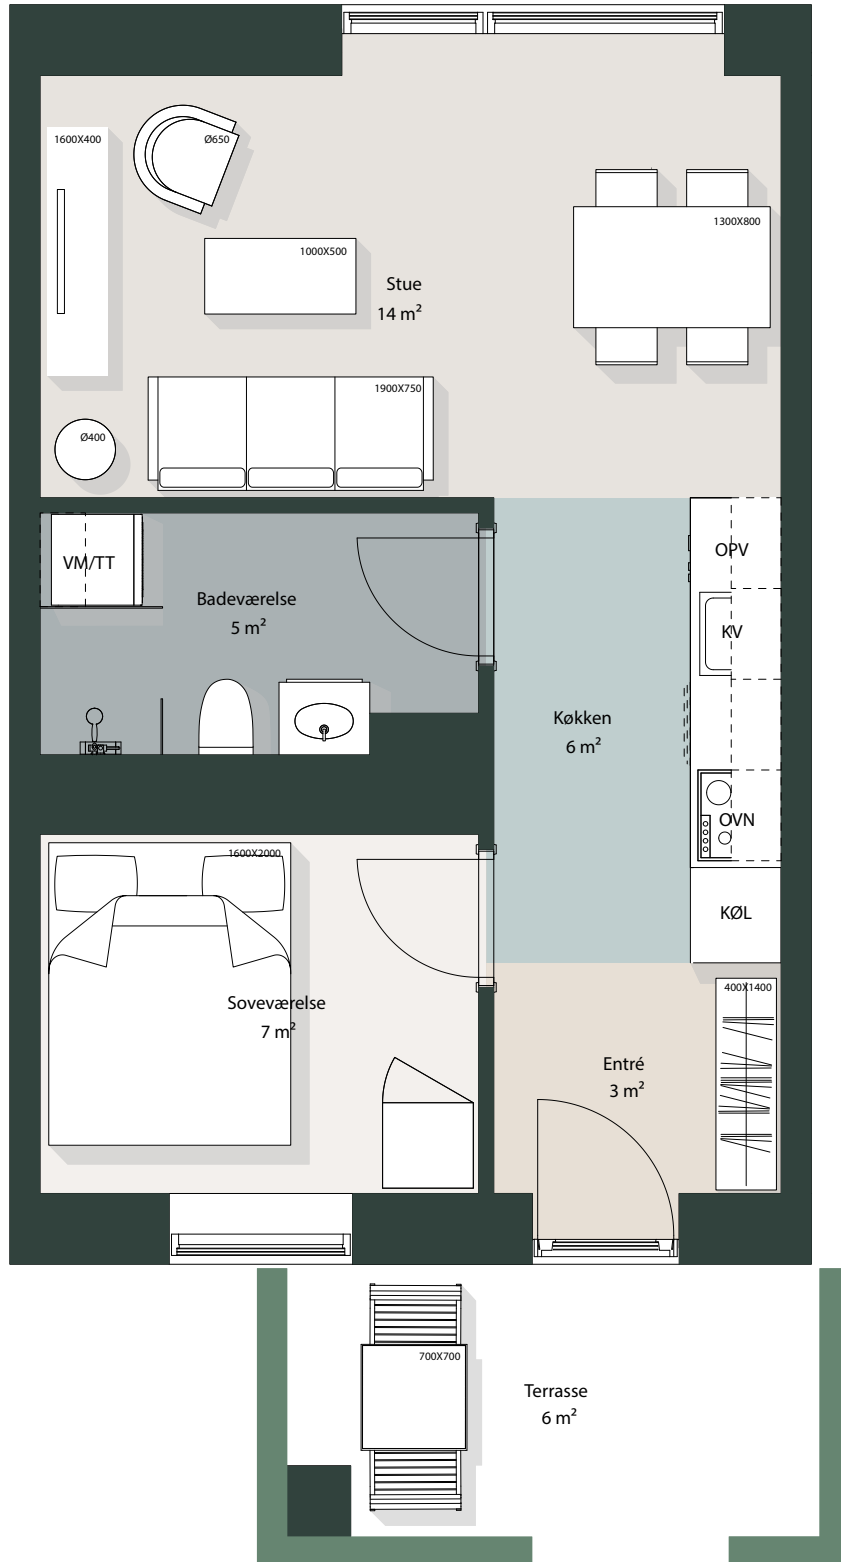 1600X400
Ø650
1300X800
1000X500
Stue
14 m²
1900X750
Ø400
VM/TT
OPV
Badeværelse
5 m²
KV
Køkken
6 m²
OVN
1600X2000
KØL
400X1400
Soveværelse
7 m²
Entré
3 m²
700X700
Terrasse
6 m²